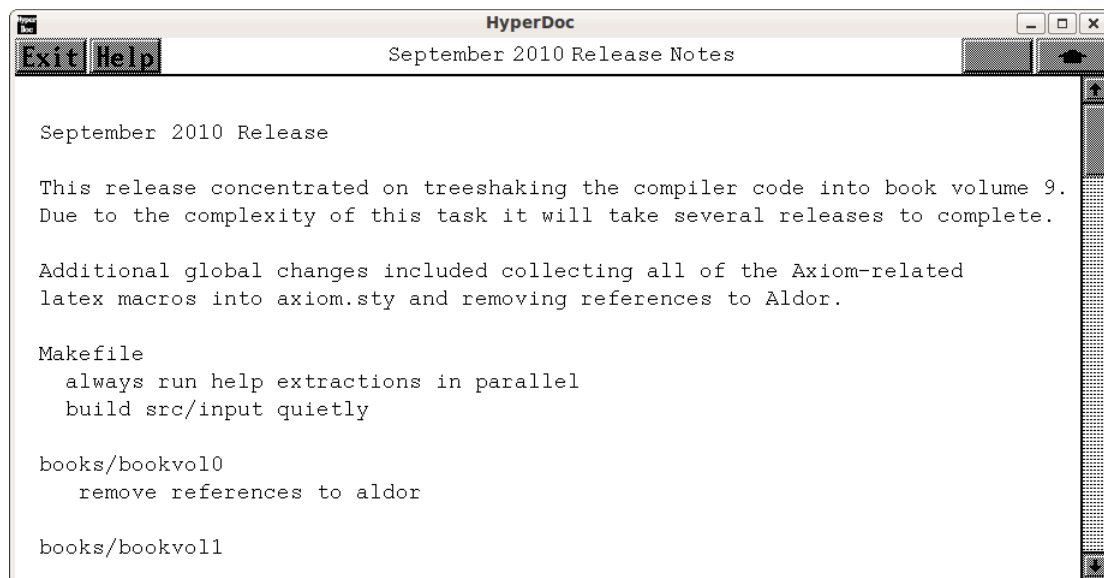 Hyper Doc
HyperDoc
Exit Help
September 2010 Release Notes
September 2010 Release
This release concentrated on treeshaking the compiler code into book volume 9.
Due to the complexity of this task it will take several releases to complete.
Additional global changes included collecting all of the Axiom-related
latex macros into axiom.sty and removing references to Aldor.
Makefile
always run help extractions in parallel
build src/input quietly
books/bookvol0
remove references to aldor
books/bookvol1